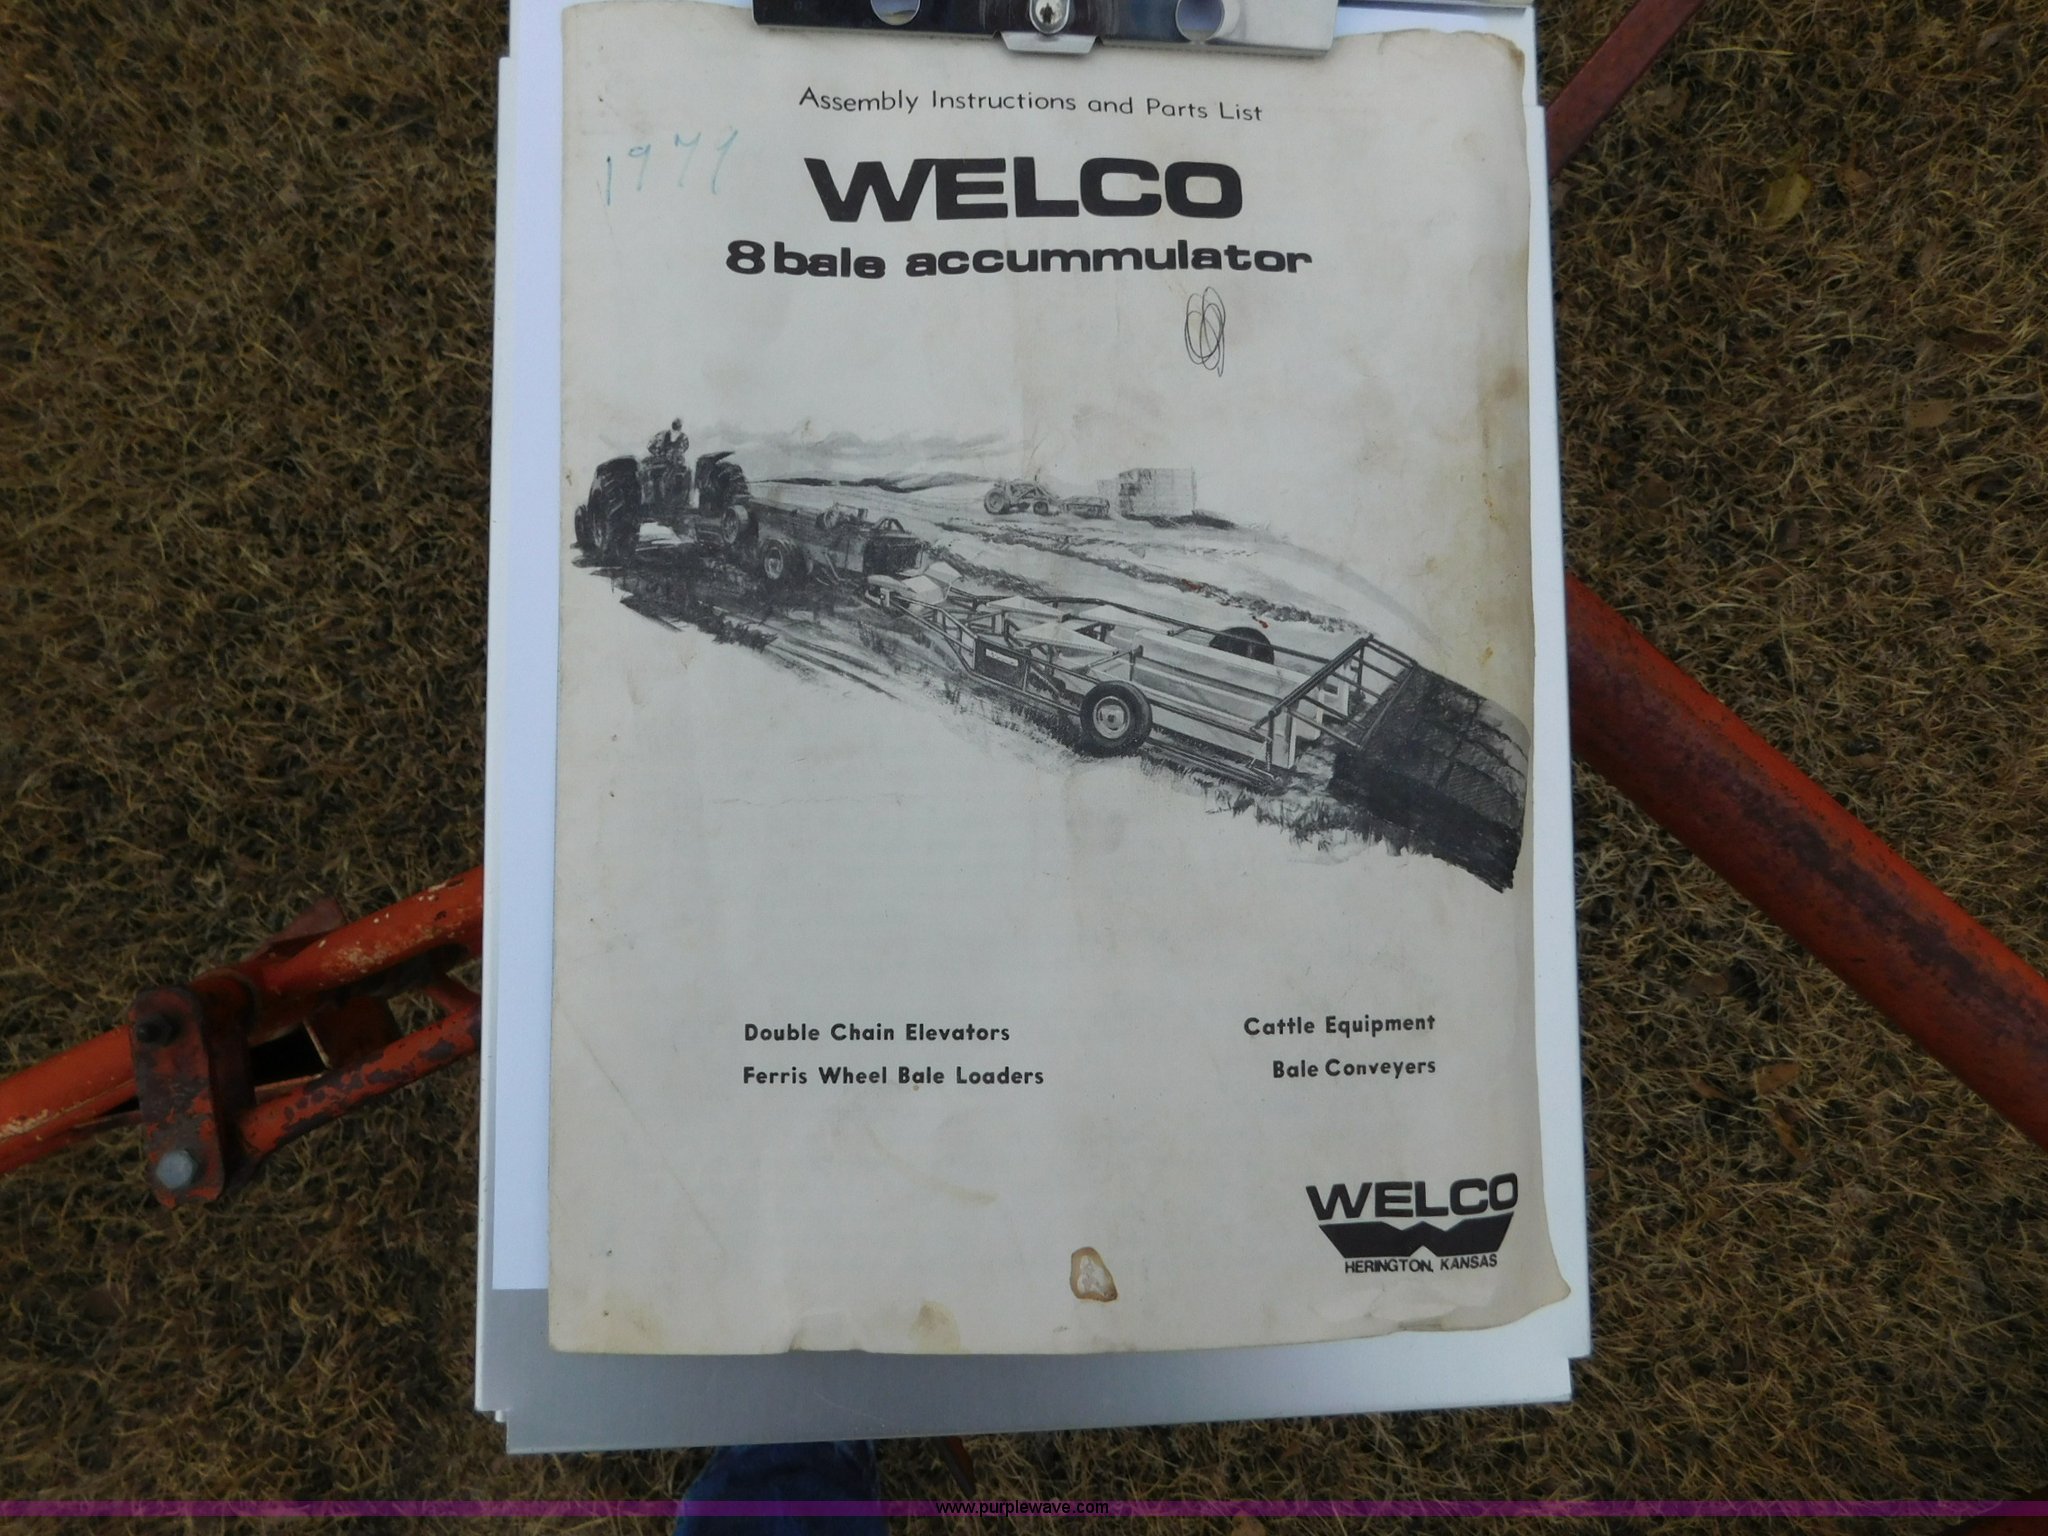 Assembly Instructions and Parts List
1977
WELCO
8 bale accummulator
Double Chain Elevators
Ferris Wheel Bale Loaders
Cattle Equipment
Bale Conveyers
WELCO
HERINGTON, KANSAS
www.purplewave.com